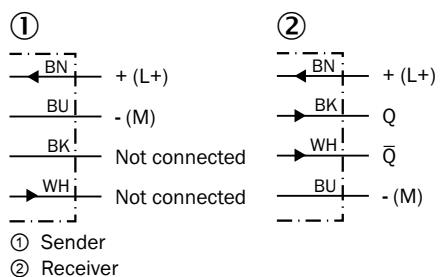 ①
BN + (L+)
BU - (M)
BK Not connected
WH Not connected
②
BN + (L+)
BK Q
WH Q̅
BU - (M)
① Sender
② Receiver